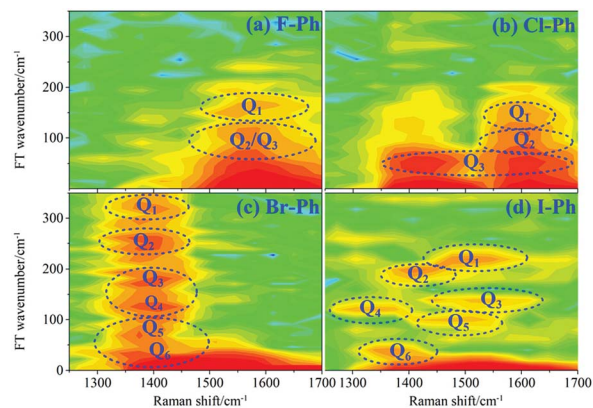 (a) F-Ph
(b) Cl-Ph
FT wavenumber/cm⁻¹
300
200
100
0
Q₁
Q₂/Q₃
Q₁
Q₂
Q₃
(c) Br-Ph
(d) I-Ph
FT wavenumber/cm⁻¹
300
200
100
0
Q₁
Q₂
Q₃
Q₄
Q₅
Q₆
Q₁
Q₂
Q₃
Q₄
Q₅
Q₆
1300 1400 1500 1600 1700 1300 1400 1500 1600 1700
Raman shift/cm⁻¹ Raman shift/cm⁻¹